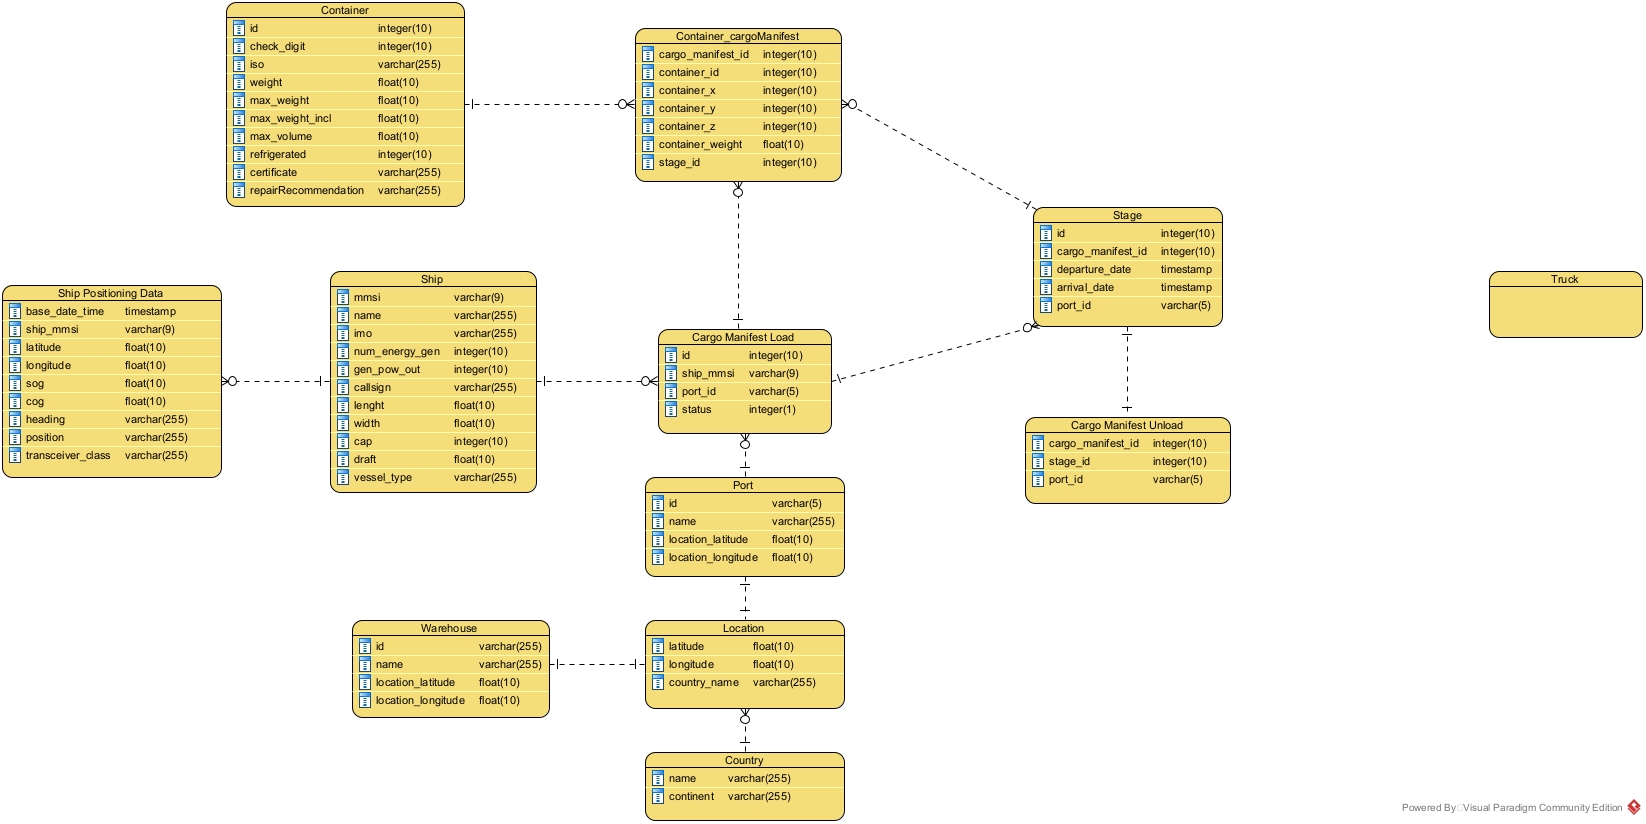 Container
id integer(10)
check_digit integer(10)
iso varchar(255)
weight float(10)
max_weight float(10)
max_weight_incl float(10)
max_volume float(10)
refrigerated integer(10)
certificate varchar(255)
repairRecommendation varchar(255)
Container_cargoManifest
cargo_manifest_id integer(10)
container_id integer(10)
container_x integer(10)
container_y integer(10)
container_z integer(10)
container_weight float(10)
stage_id integer(10)
Stage
id integer(10)
cargo_manifest_id integer(10)
departure_date timestamp
arrival_date timestamp
port_id varchar(5)
Truck
Ship Positioning Data
base_date_time timestamp
ship_mmsi varchar(9)
latitude float(10)
longitude float(10)
sog float(10)
cog float(10)
heading varchar(255)
position varchar(255)
transceiver_class varchar(255)
Ship
mmsi varchar(9)
name varchar(255)
imo varchar(255)
num_energy_gen integer(10)
gen_pow_out integer(10)
callsign varchar(255)
lenght float(10)
width float(10)
cap integer(10)
draft float(10)
vessel_type varchar(255)
Cargo Manifest Load
id integer(10)
ship_mmsi varchar(9)
port_id varchar(5)
status integer(1)
Cargo Manifest Unload
cargo_manifest_id integer(10)
stage_id integer(10)
port_id varchar(5)
Port
id varchar(5)
name varchar(255)
location_latitude float(10)
location_longitude float(10)
Warehouse
id varchar(255)
name varchar(255)
location_latitude float(10)
location_longitude float(10)
Location
latitude float(10)
longitude float(10)
country_name varchar(255)
Country
name varchar(255)
continent varchar(255)
Powered By Visual Paradigm Community Edition